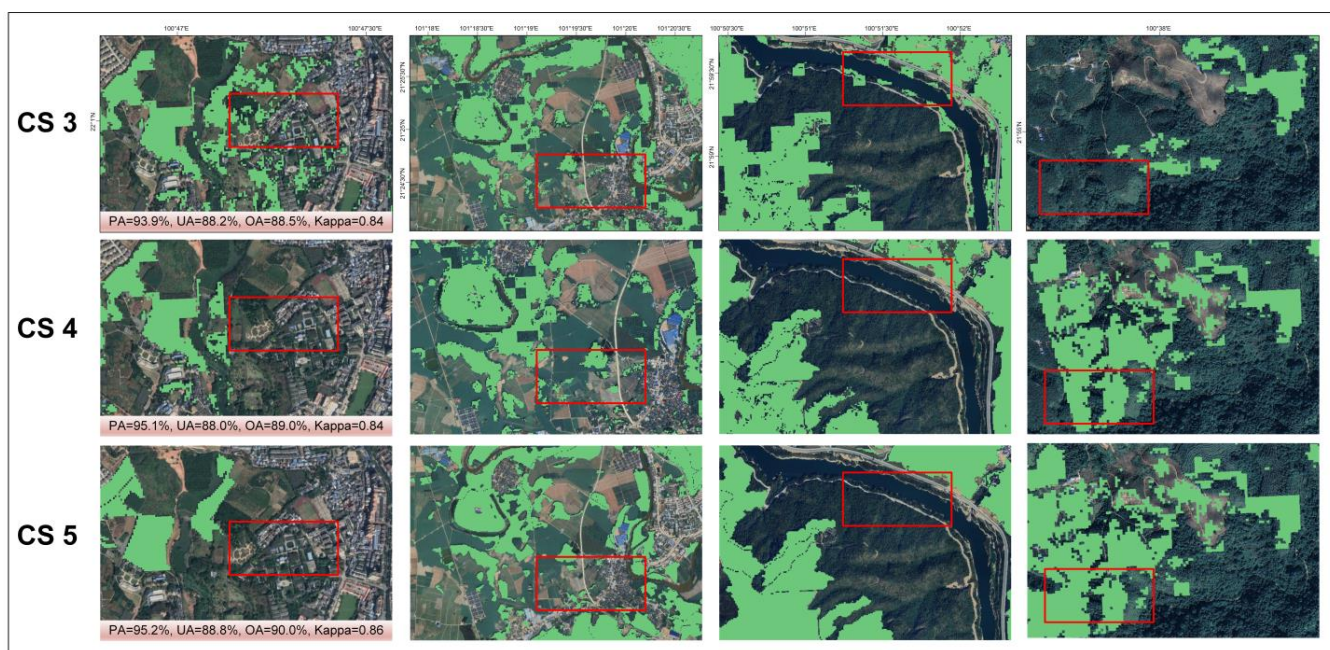 100°47'E 100°47'30"E 101°18'E 101°18'30"E 101°19'E 101°19'30"E 101°20'E 101°20'30"E 100°50'30"E 100°51'E 100°51'30"E 100°52'E 100°38'E
CS 3
22°1'N
21°25'30"N
21°25'N
21°24'30"N
21°59'30"N
21°59'N
21°55'N
PA=93.9%, UA=88.2%, OA=88.5%, Kappa=0.84
CS 4
PA=95.1%, UA=88.0%, OA=89.0%, Kappa=0.84
CS 5
PA=95.2%, UA=88.8%, OA=90.0%, Kappa=0.86